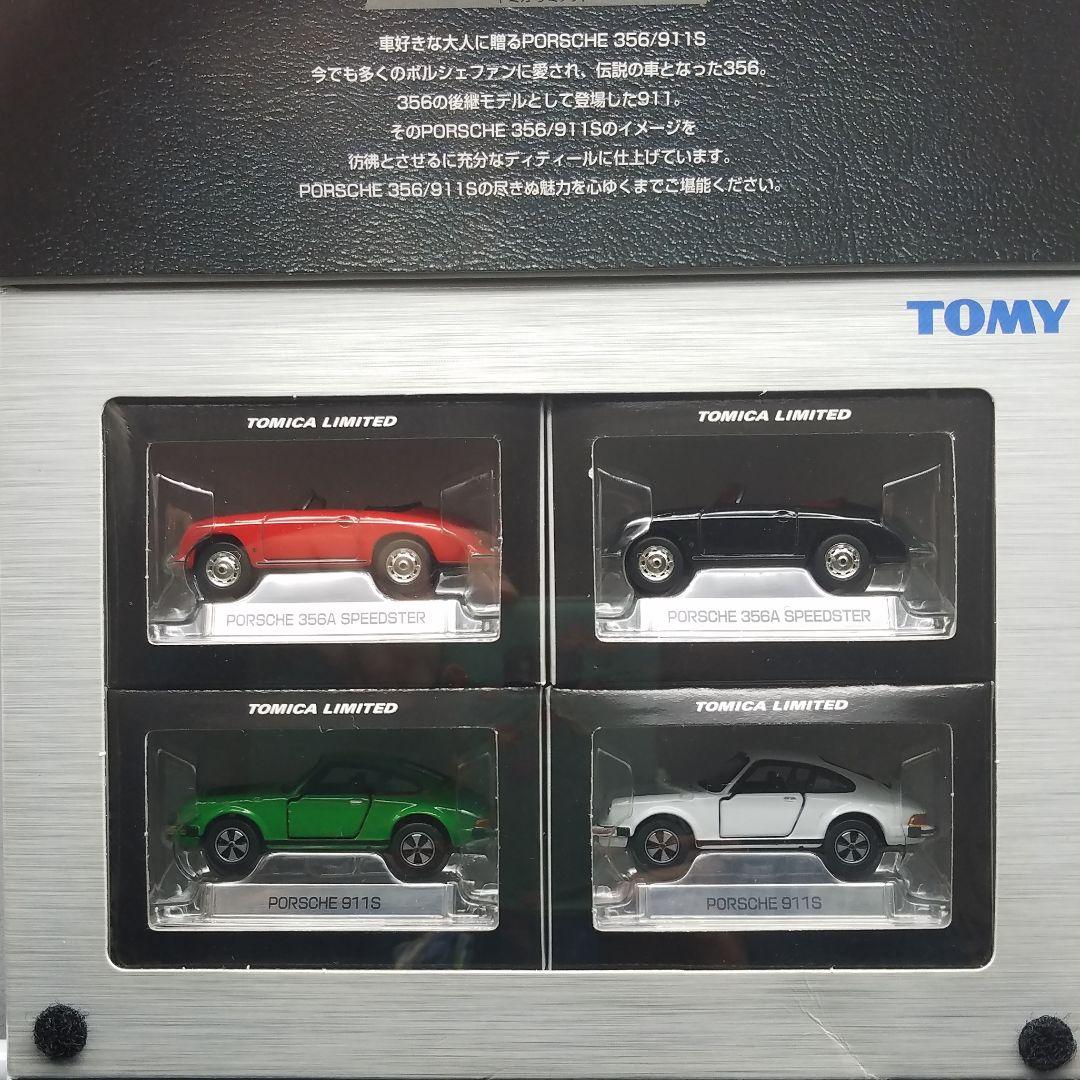 車好きな大人に贈るPORSCHE 356/911S
今でも多くのポルシェファンに愛され、伝説の車となった356。
356の後継モデルとして登場した911。
そのPORSCHE 356/911Sのイメージを
彷彿とさせるに充分なディティールに仕上げています。
PORSCHE 356/911Sの尽きぬ魅力を心ゆくまでご堪能ください。
TOMY
TOMICA LIMITED
TOMICA LIMITED
PORSCHE 356A SPEEDSTER
PORSCHE 356A SPEEDSTER
TOMICA LIMITED
TOMICA LIMITED
PORSCHE 911S
PORSCHE 911S